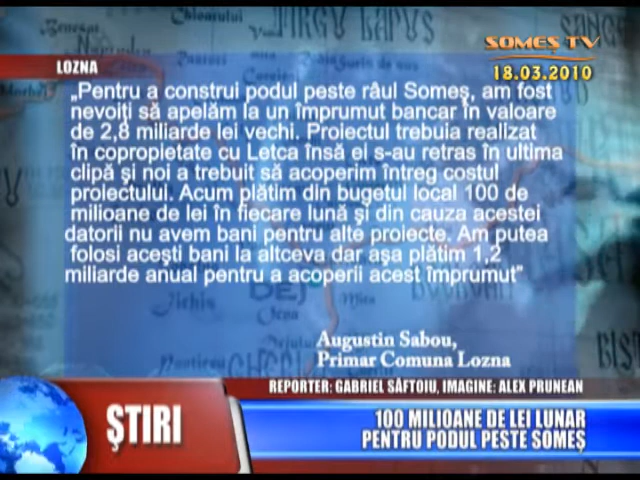 SOMES TV
LOZNA
18.03.2010
„Pentru a construi podul peste râul Someş, am fost
nevoiţi să apelăm la un împrumut bancar în valoare
de 2,8 miliarde lei vechi. Proiectul trebuia realizat
în copropietate cu Letca însă ei s-au retras în ultima
clipă şi noi a trebuit să acoperim întreg costul
proiectului. Acum plătim din bugetul local 100 de
milioane de lei în fiecare lună şi din cauza acestei
datorii nu avem bani pentru alte proiecte. Am putea
folosi aceşti bani la altceva dar aşa plătim 1,2
miliarde anual pentru a acoperii acest împrumut”
Augustin Sabou,
Primar Comuna Lozna
REPORTER: GABRIEL SĂFTOIU, IMAGINE: ALEX PRUNEAN
ŞTIRI
100 MILIOANE DE LEI LUNAR
PENTRU PODUL PESTE SOMEŞ